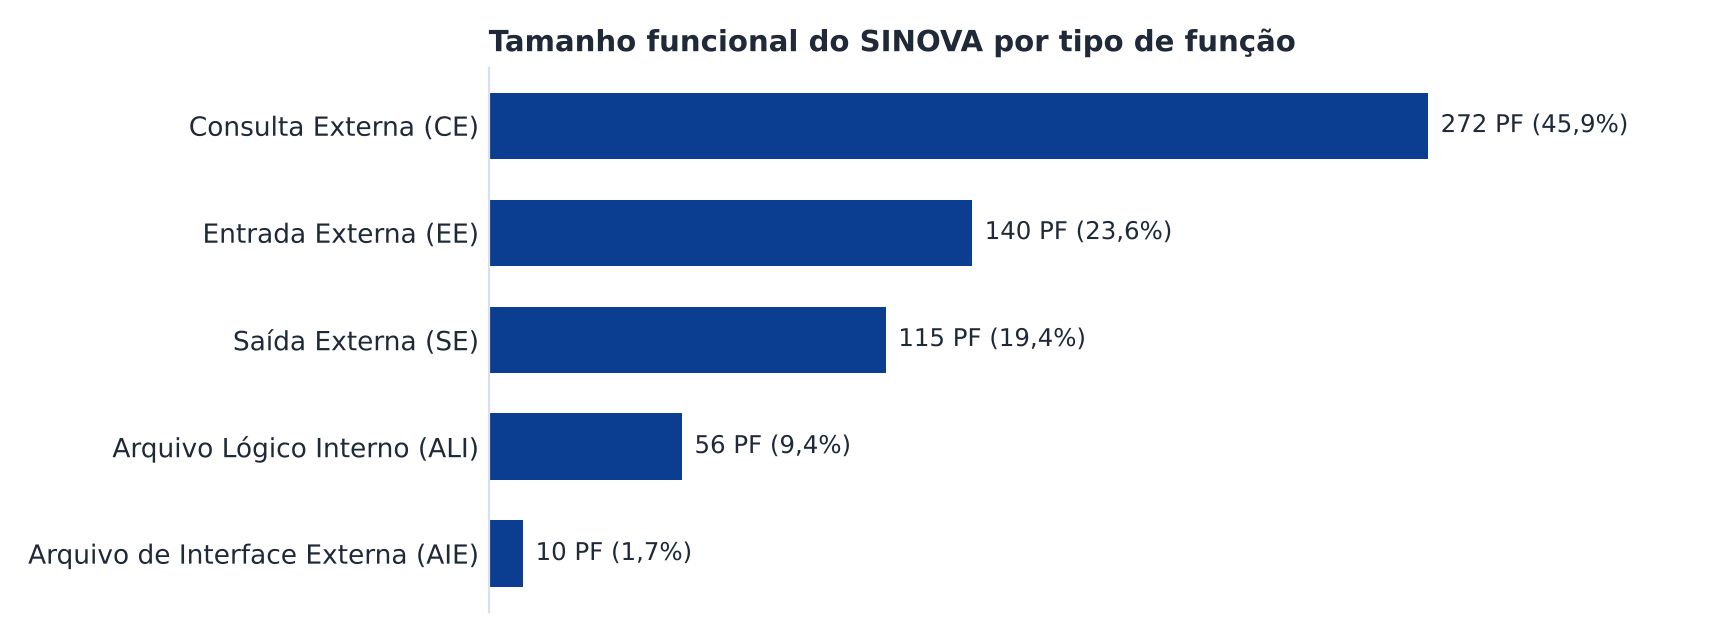 Tamanho funcional do SINOVA por tipo de função
Consulta Externa (CE) 272 PF (45,9%)
Entrada Externa (EE) 140 PF (23,6%)
Saída Externa (SE) 115 PF (19,4%)
Arquivo Lógico Interno (ALI) 56 PF (9,4%)
Arquivo de Interface Externa (AIE) 10 PF (1,7%)